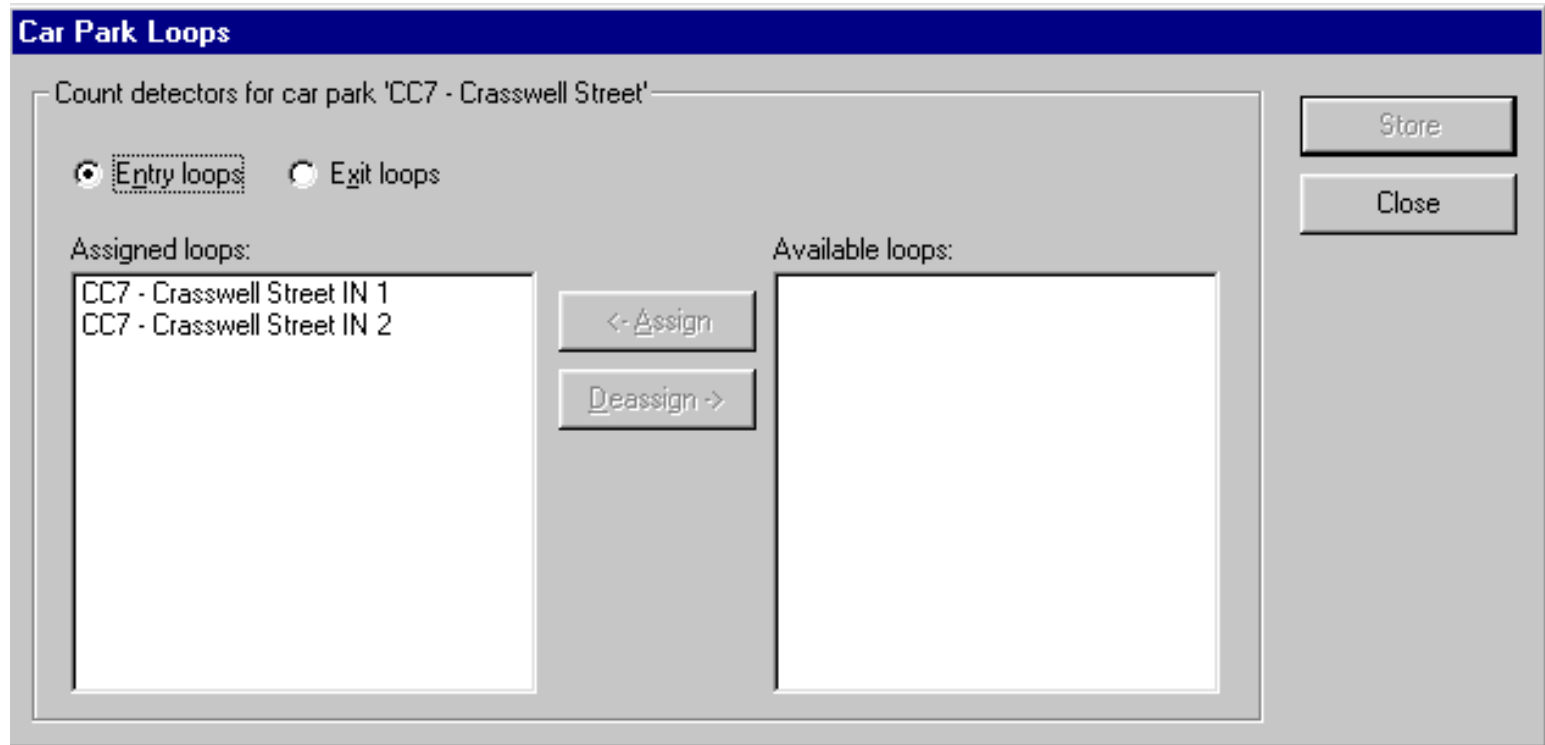 Car Park Loops
Count detectors for car park 'CC7 - Crasswell Street'
Store
Entry loops Exit loops
Close
Assigned loops: Available loops:
CC7 - Crasswell Street IN 1
CC7 - Crasswell Street IN 2
<- Assign
Deassign ->